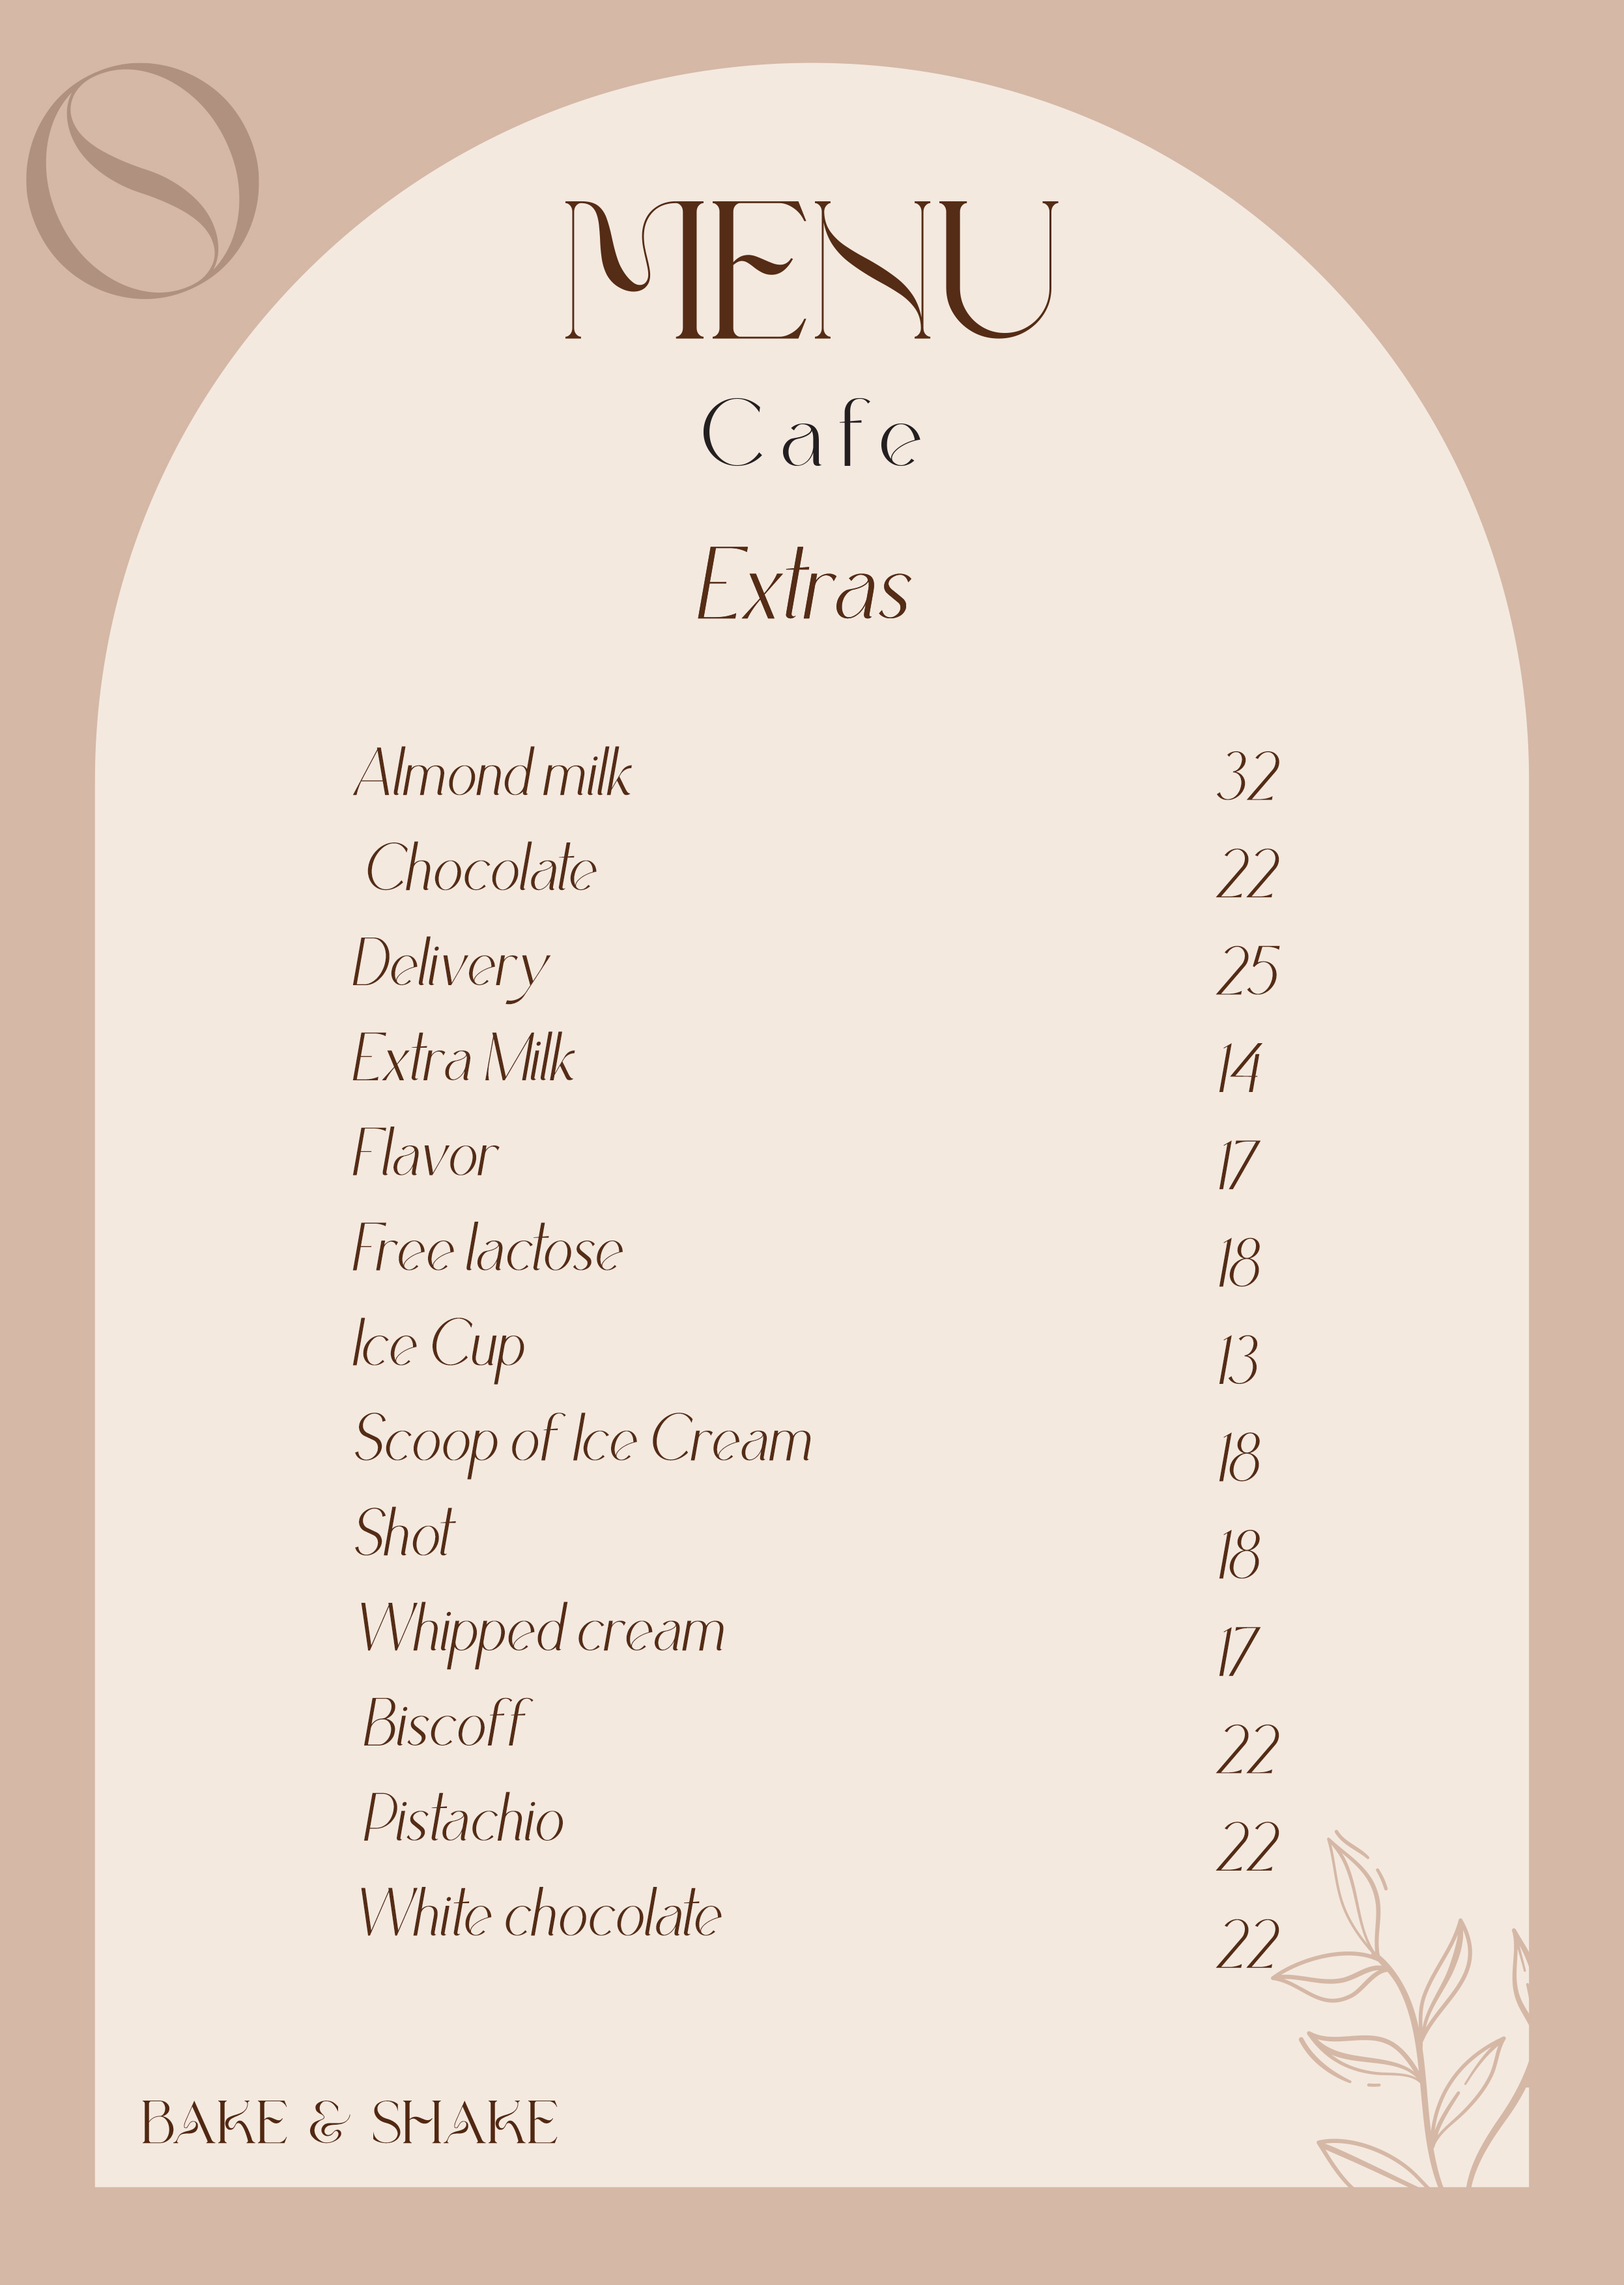 MENU
Cafe
Extras
Almond milk 32
Chocolate 22
Delivery 25
Extra Milk 14
Flavor 17
Free lactose 18
Ice Cup 13
Scoop of Ice Cream 18
Shot 18
Whipped cream 17
Biscoff 22
Pistachio 22
White chocolate 22
BAKE & SHAKE